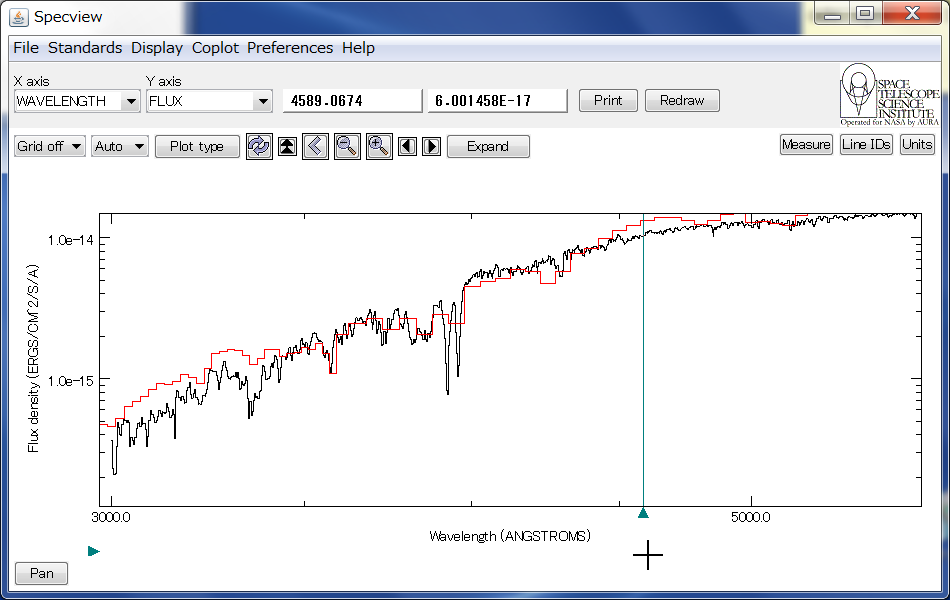 Specview
File Standards Display Coplot Preferences Help
X axis Y axis
WAVELENGTH FLUX 4589.0674 6.001458E-17 Print Redraw
SPACE
TELESCOPE
SCIENCE
INSTITUTE
Operated for NASA by AURA
Grid off Auto Plot type Expand Measure Line IDs Units
1.0e-14
1.0e-15
Flux density (ERGS/CM^2/S/A)
3000.0 5000.0
Wavelength (ANGSTROMS)
Pan